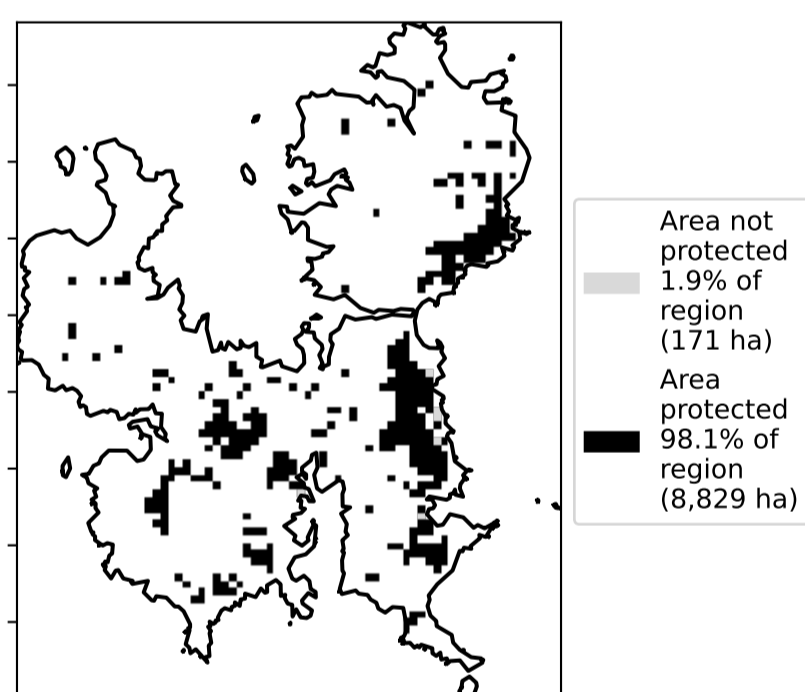 Area not
protected
1.9% of
region
(171 ha)
Area
protected
98.1% of
region
(8,829 ha)